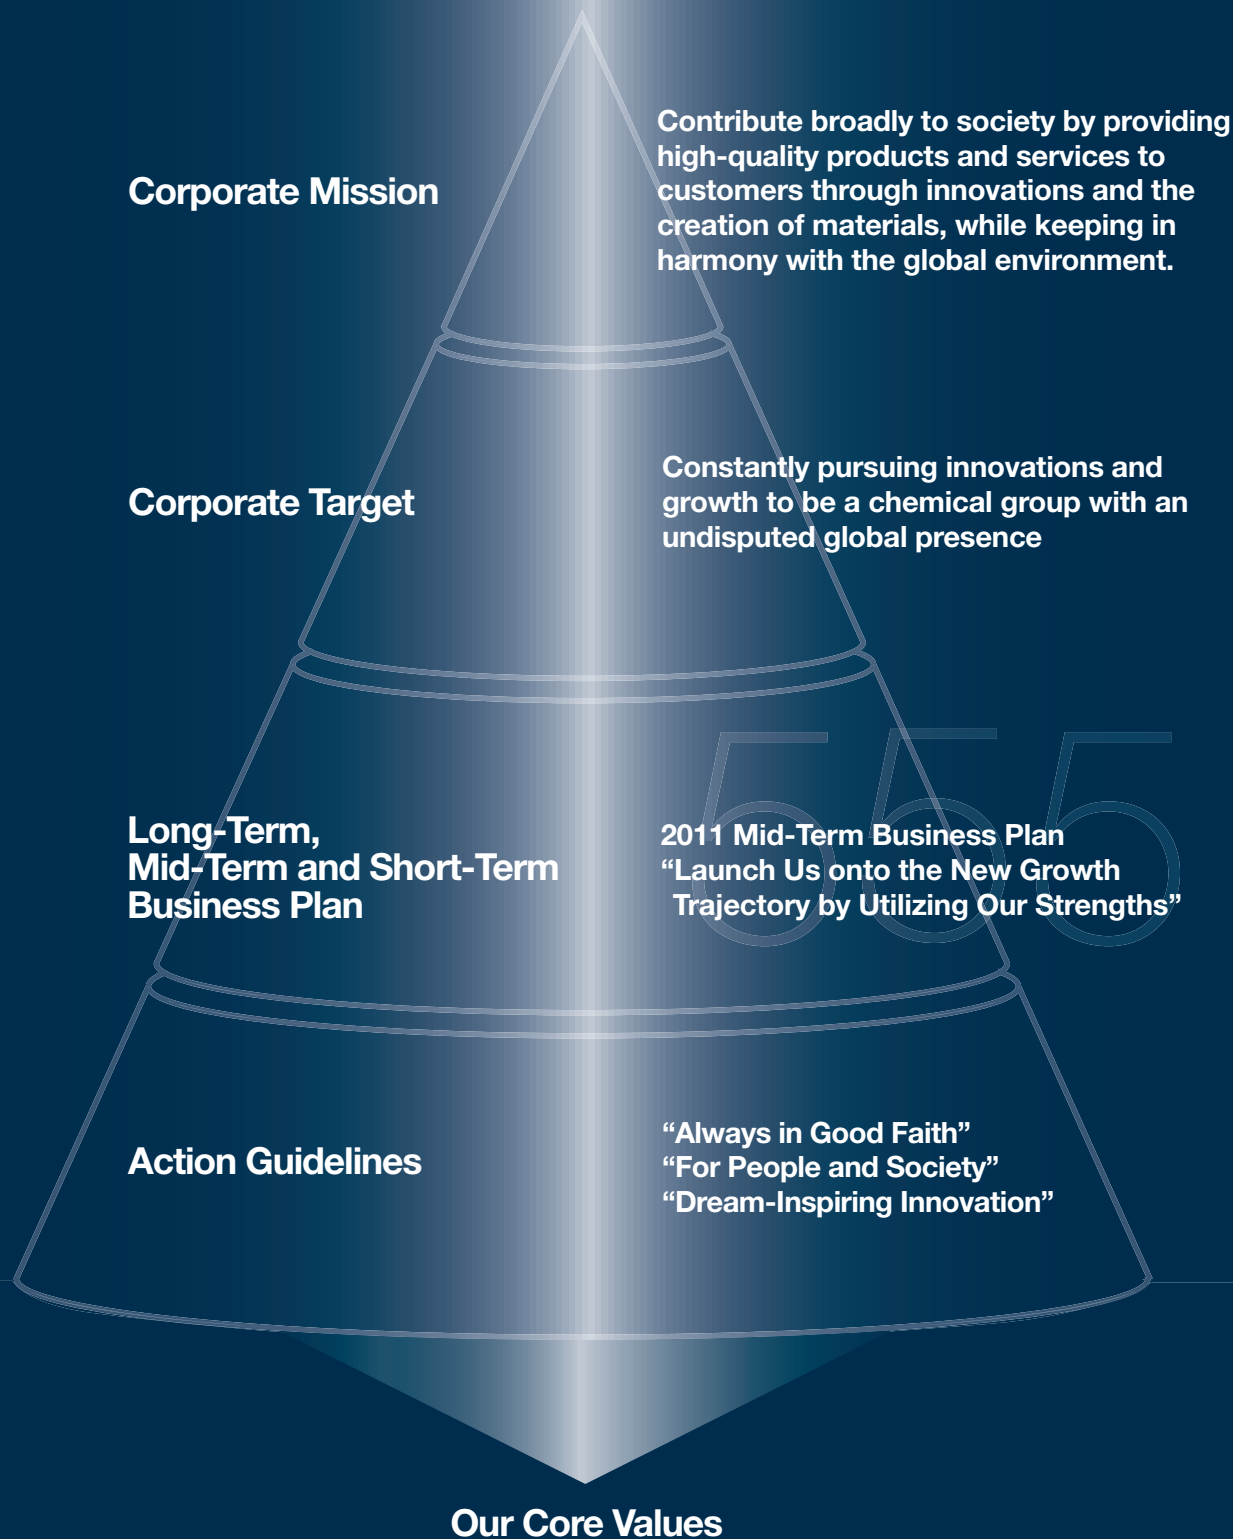 Corporate Mission
Contribute broadly to society by providing
high-quality products and services to
customers through innovations and the
creation of materials, while keeping in
harmony with the global environment.
Corporate Target
Constantly pursuing innovations and
growth to be a chemical group with an
undisputed global presence
Long-Term,
Mid-Term and Short-Term
Business Plan
555
2011 Mid-Term Business Plan
“Launch Us onto the New Growth
Trajectory by Utilizing Our Strengths”
Action Guidelines
“Always in Good Faith”
“For People and Society”
“Dream-Inspiring Innovation”
Our Core Values